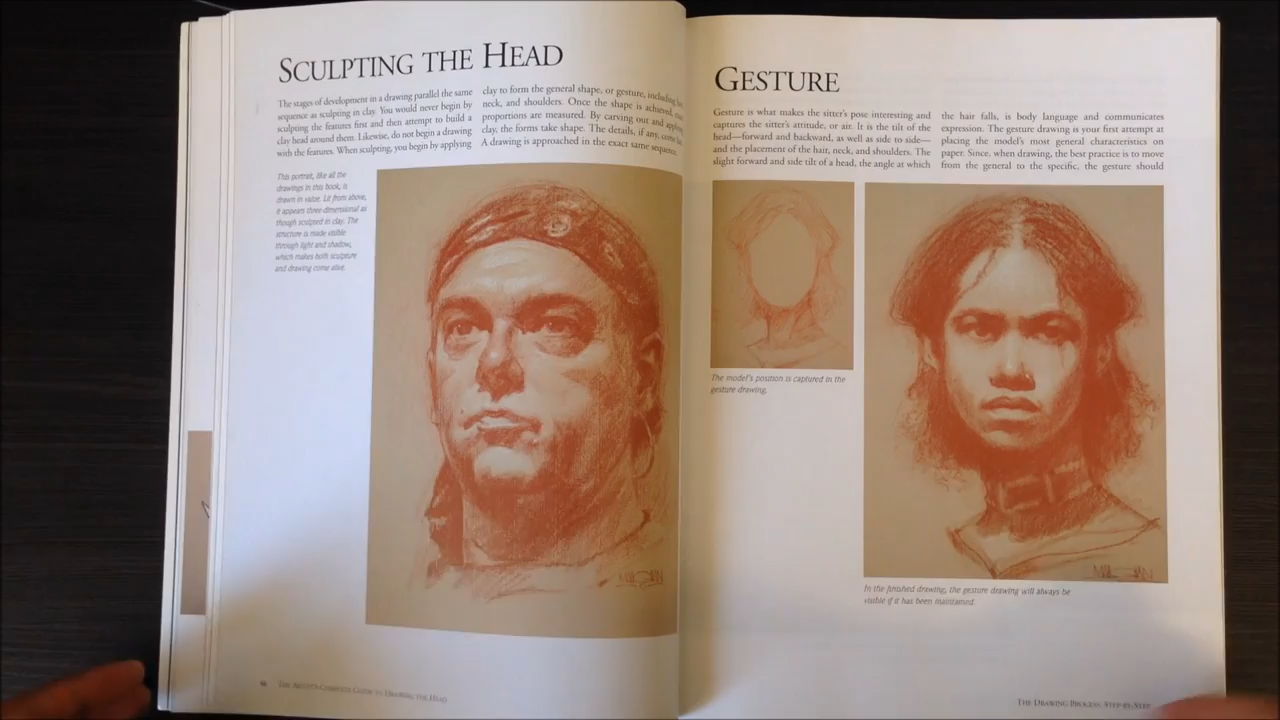 SCULPTING THE HEAD
The stages of development in a drawing parallel the same
sequence as sculpting in clay. You would never begin by
sculpting the features first and then attempt to build a
clay head around them. Likewise, do not begin a drawing
with the features. When sculpting, you begin by applying
clay to form the general shape, or gesture, including
neck, and shoulders. Once the shape is achieved,
proportions are measured. By carving out and applying
clay, the forms take shape. The details, if any, come
A drawing is approached in the exact same sequence.
This portrait, like all the
drawings in this book, is
drawn in value. Lit from above,
it appears three-dimensional as
though sculpted in clay. The
structure is made visible
through light and shadow,
which makes both sculpture
and drawing come alive.
THE ARTIST'S COMPLETE GUIDE TO DRAWING THE HEAD
GESTURE
Gesture is what makes the sitter's pose interesting and
captures the sitter's attitude, or air. It is the tilt of the
head—forward and backward, as well as side to side—
and the placement of the hair, neck, and shoulders. The
slight forward and side tilt of a head, the angle at which
the hair falls, is body language and communicates
expression. The gesture drawing is your first attempt at
placing the model's most general characteristics on
paper. Since, when drawing, the best practice is to move
from the general to the specific, the gesture should
The model's position is captured in the
gesture drawing.
In the finished drawing, the gesture drawing will always be
visible if it has been maintained.
THE DRAWING PROCESS, STEP-BY-STEP